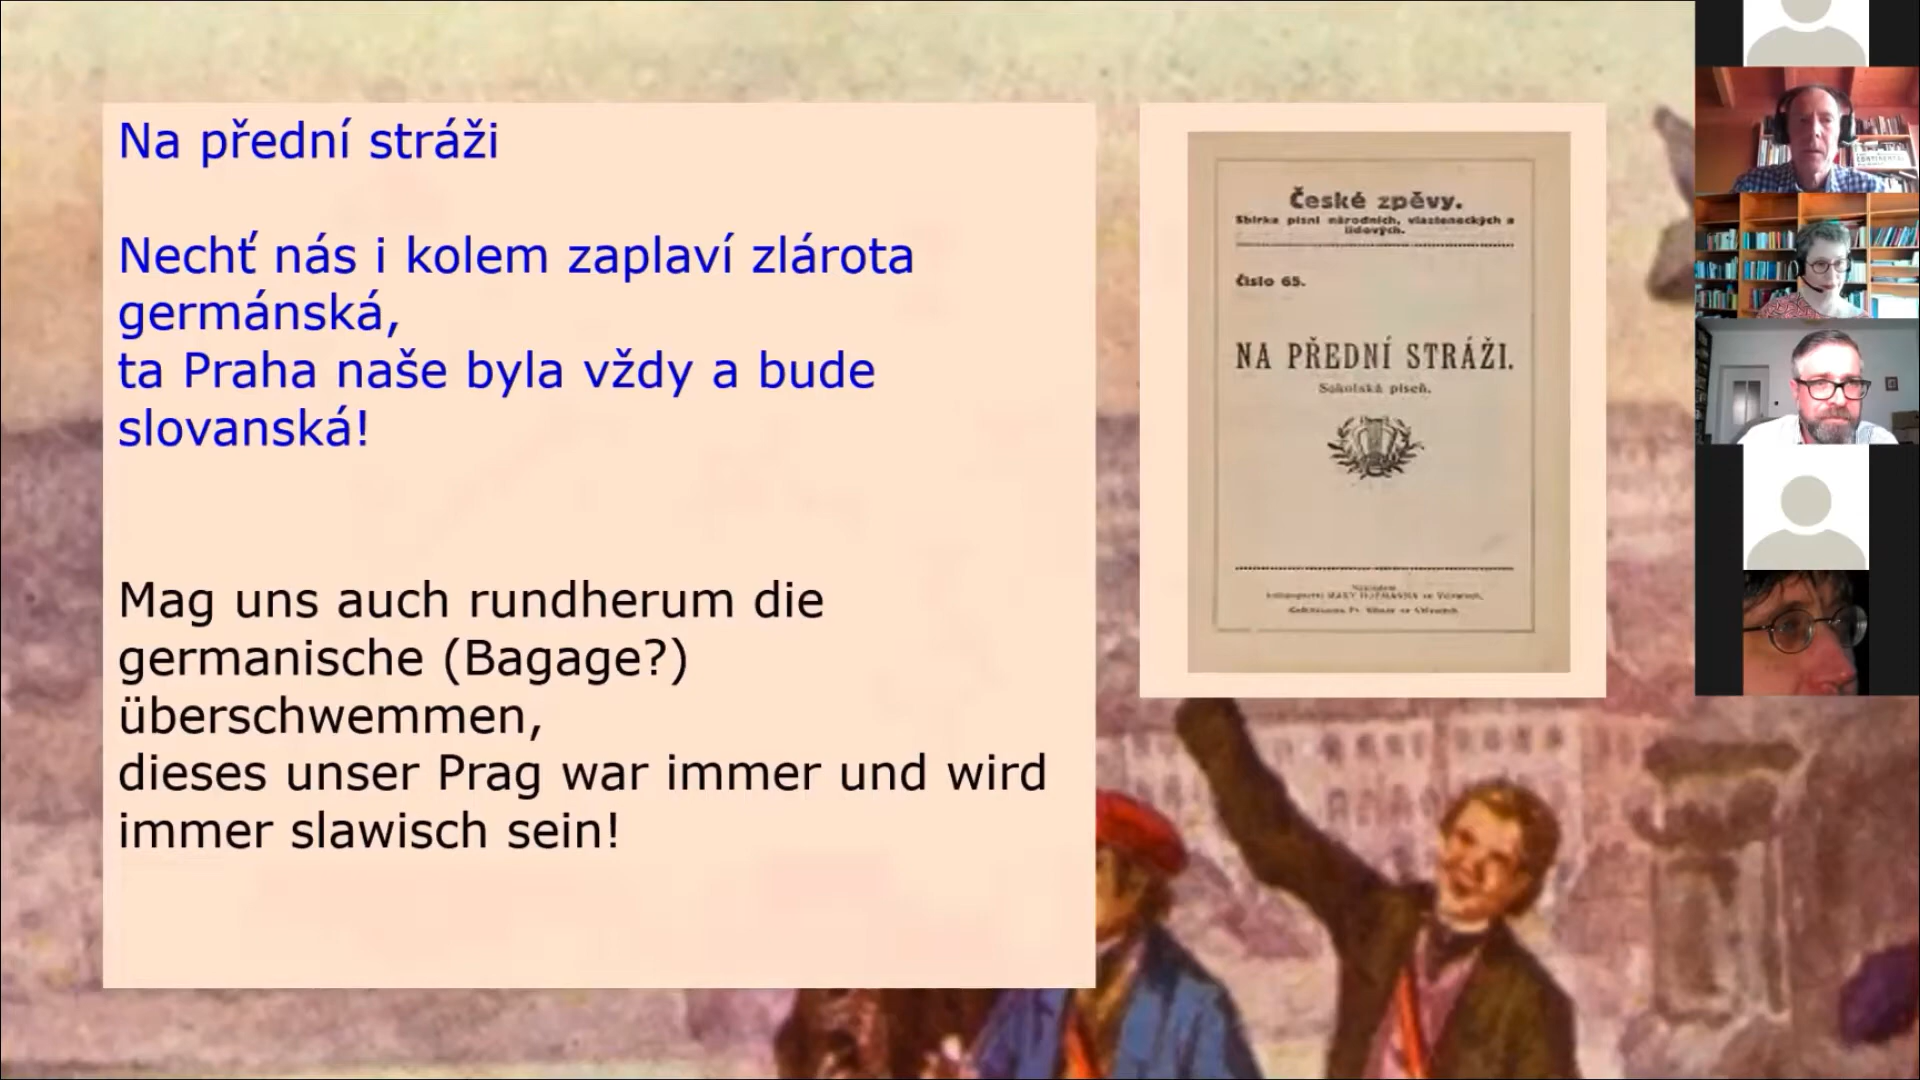 Na přední stráži
Nechť nás i kolem zaplaví zlárota
germánská,
ta Praha naše byla vždy a bude
slovanská!
Mag uns auch rundherum die
germanische (Bagage?)
überschwemmen,
dieses unser Prag war immer und wird
immer slawisch sein!
České zpěvy.
Sbírka písní národních, vlasteneckých a
lidových.
Číslo 65.
NA PŘEDNÍ STRÁŽI.
Sokolská píseň.